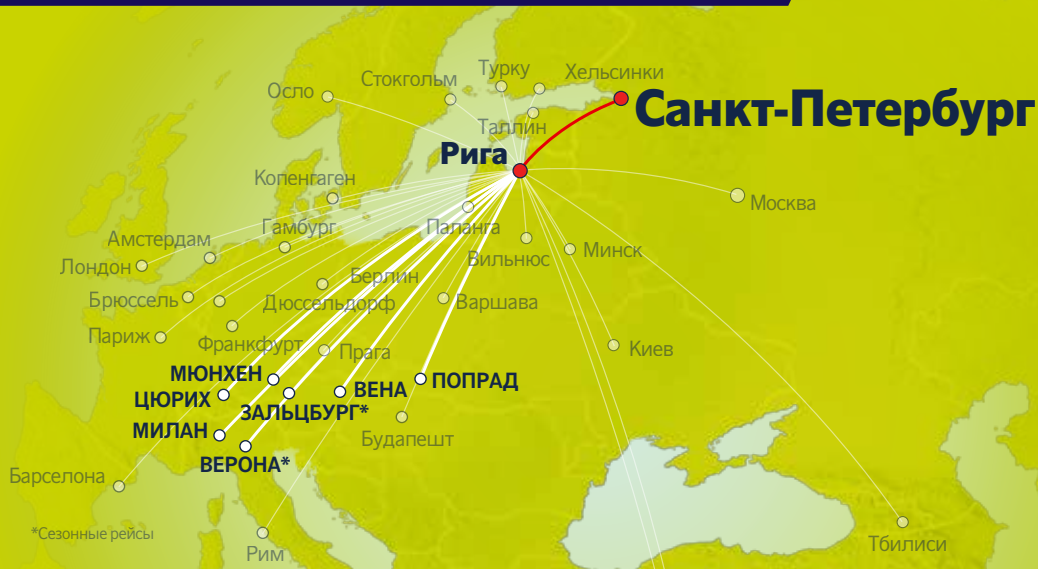 Турку
Хельсинки
Стокгольм
Осло
Санкт-Петербург
Таллин
Рига
Копенгаген
Москва
Гамбург
Паланга
Амстердам
Вильнюс
Минск
Лондон
Берлин
Брюссель
Дюссельдорф
Варшава
Париж
Франкфурт
Прага
Киев
МЮНХЕН
ПОПРАД
ВЕНА
ЦЮРИХ
ЗАЛЬЦБУРГ*
МИЛАН
Будапешт
ВЕРОНА*
Барселона
*Сезонные рейсы
Тбилиси
Рим